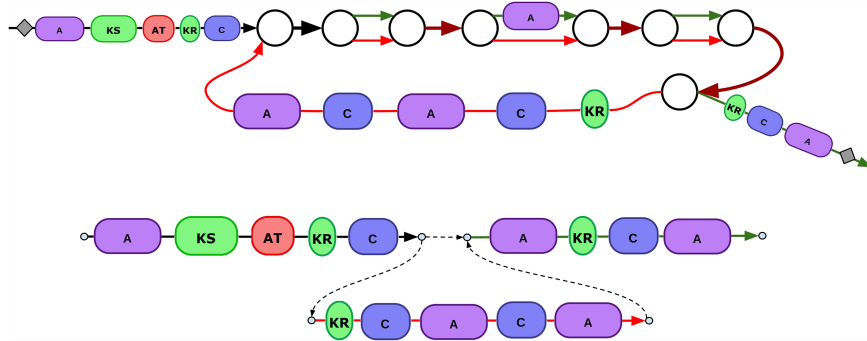 A KS AT KR C A
A C A C KR KR C A
A KS AT KR C A KR C A
KR C A C A